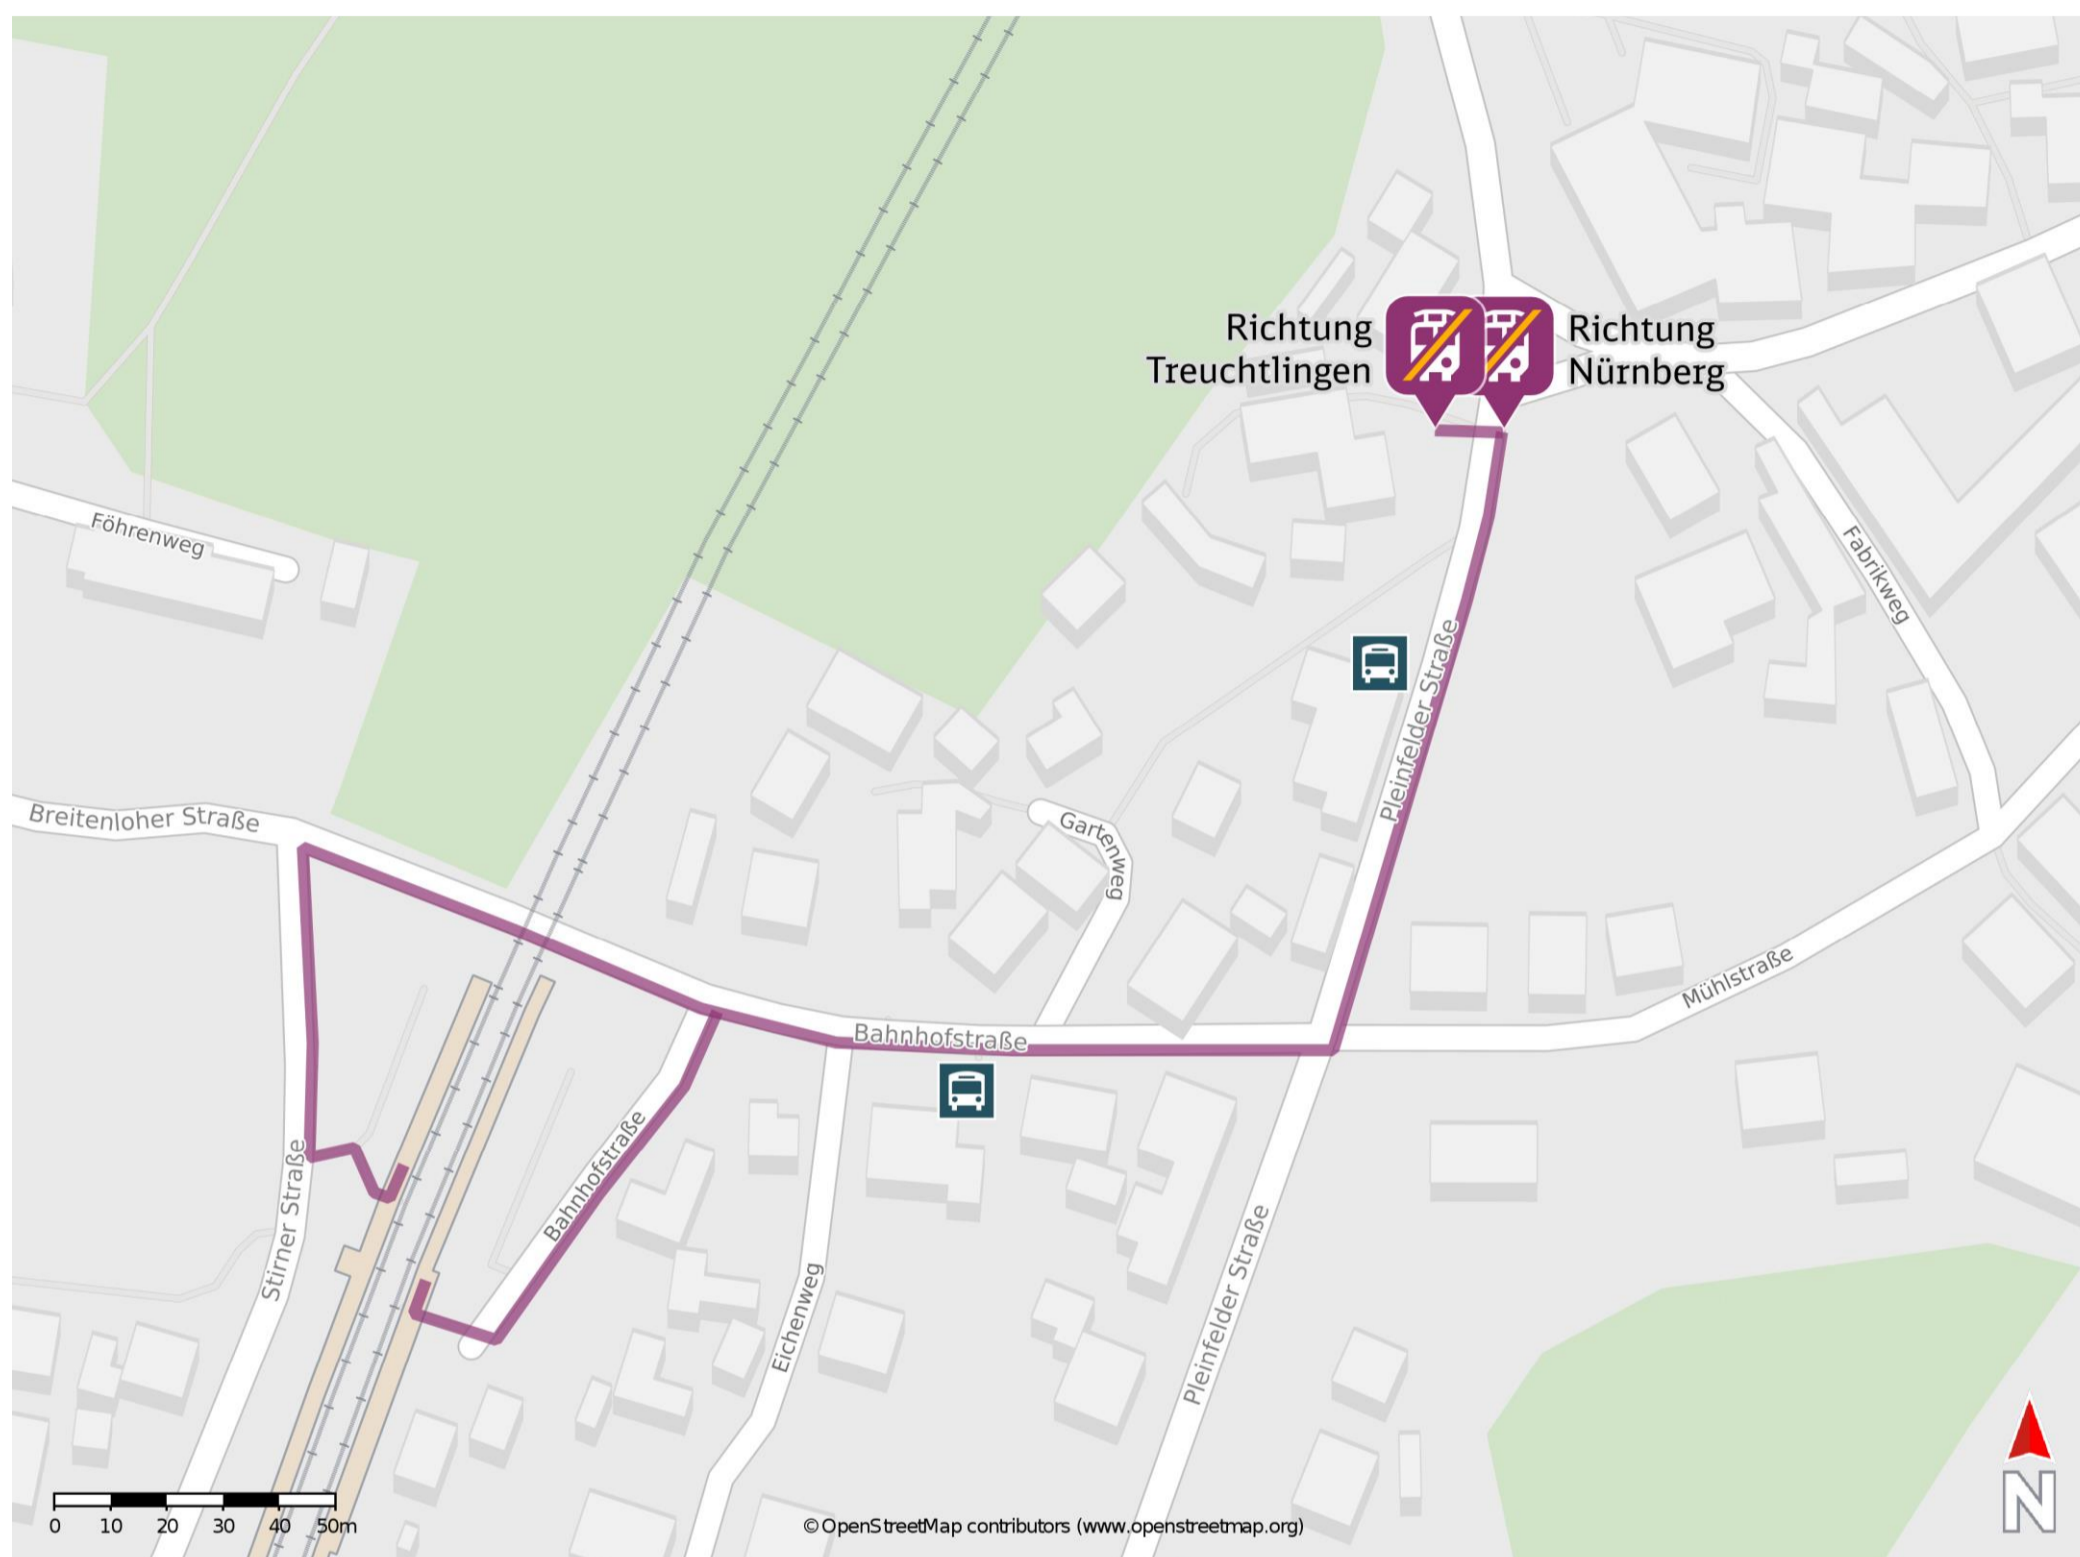 Richtung
Treuchtlingen
Richtung
Nürnberg
Föhrenweg
Fabrikweg
Pleinfelder Straße
Breitenloher Straße
Gartenweg
Mühlstraße
Bahnhofstraße
Bahnhofstraße
Stirner Straße
Eichenweg
Pleinfelder Straße
N
0 10 20 30 40 50m
© OpenStreetMap contributors (www.openstreetmap.org)